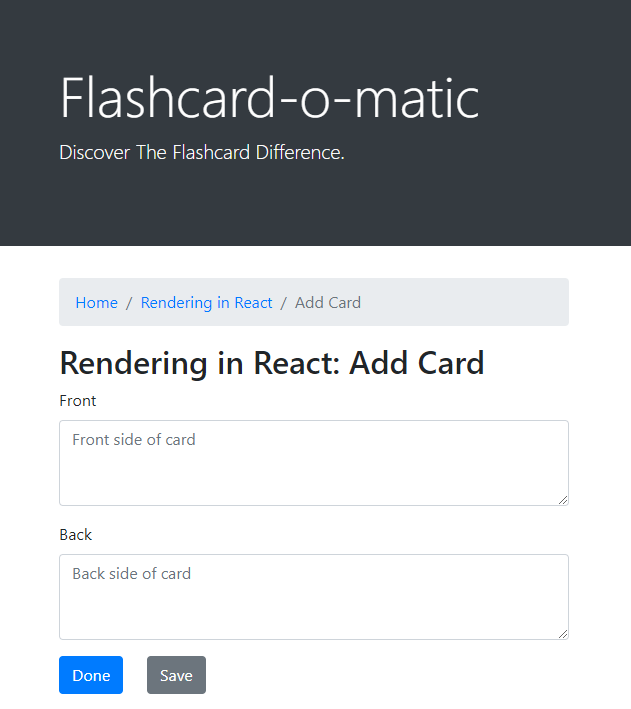 Flashcard-o-matic
Discover The Flashcard Difference.
Home / Rendering in React / Add Card
Rendering in React: Add Card
Front
Front side of card
Back
Back side of card
Done Save